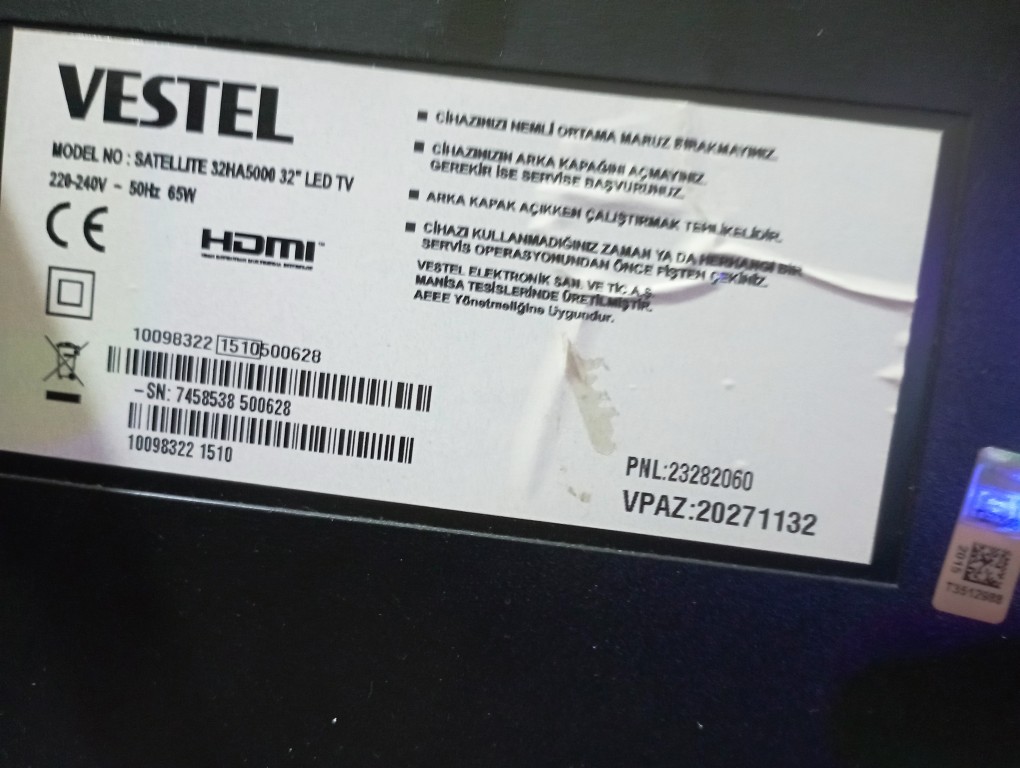 VESTEL
MODEL NO : SATELLITE 32HA5000 32" LED TV
220-240V ~ 50Hz 65W
CE
HDMI™
10098322 1510500628
-SN: 7458538 500628
10098322 1510
■ CİHAZINIZI NEMLİ ORTAMA MARUZ BIRAKMAYINIZ.
■ CİHAZINIZIN ARKA KAPAĞINI AÇMAYINIZ.
GEREKİR İSE SERVİSE BAŞVURUNUZ.
■ ARKA KAPAK AÇIKKEN ÇALIŞTIRMAK TEHLİKELİDİR.
■ CİHAZI KULLANMADIĞINIZ ZAMAN YA DA HERHANGİ BİR
SERVİS OPERASYONUNDAN ÖNCE FİŞTEN ÇEKİNİZ.
VESTEL ELEKTRONİK SAN. VE TİC. A.Ş.
MANİSA TESİSLERİNDE ÜRETİLMİŞTİR.
AEEE Yönetmeliğine Uygundur.
PNL:23282060
VPAZ:20271132
2015